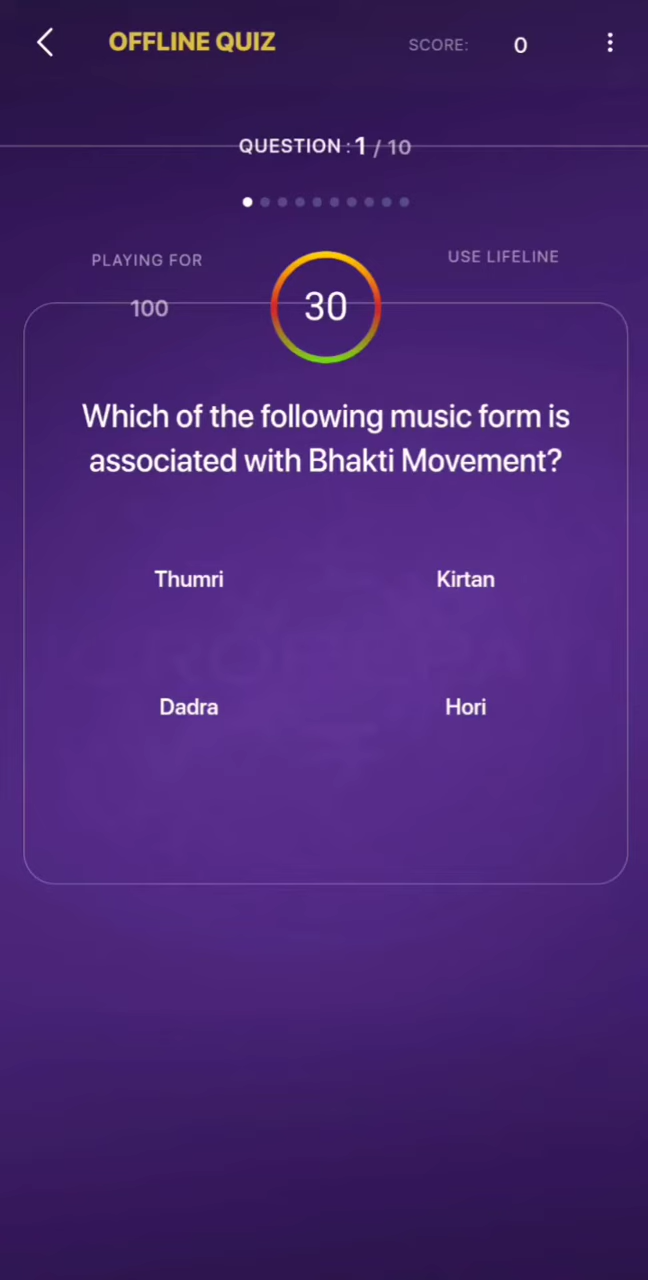 OFFLINE QUIZ SCORE: 0
QUESTION : 1 / 10
PLAYING FOR USE LIFELINE
100 30
Which of the following music form is
associated with Bhakti Movement?
Thumri Kirtan
Dadra Hori